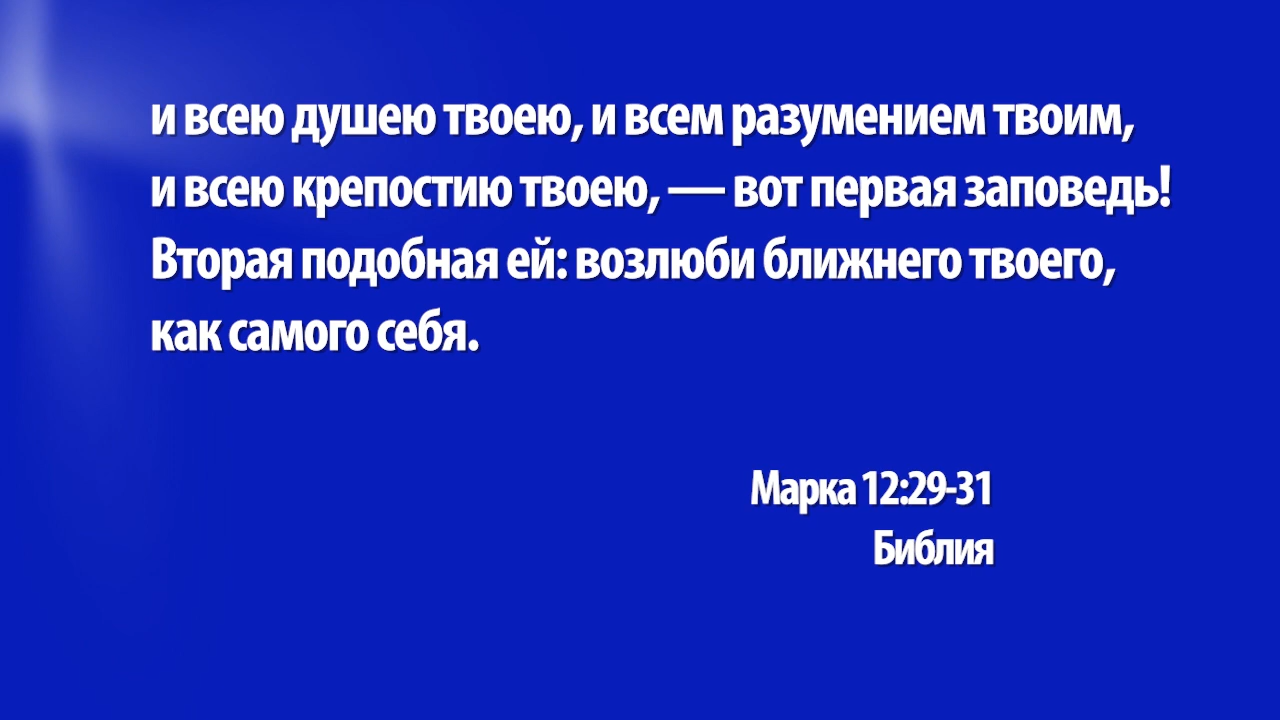 и всею душею твоею, и всем разумением твоим,
и всею крепостию твоею, — вот первая заповедь!
Вторая подобная ей: возлюби ближнего твоего,
как самого себя.
Марка 12:29-31
Библия